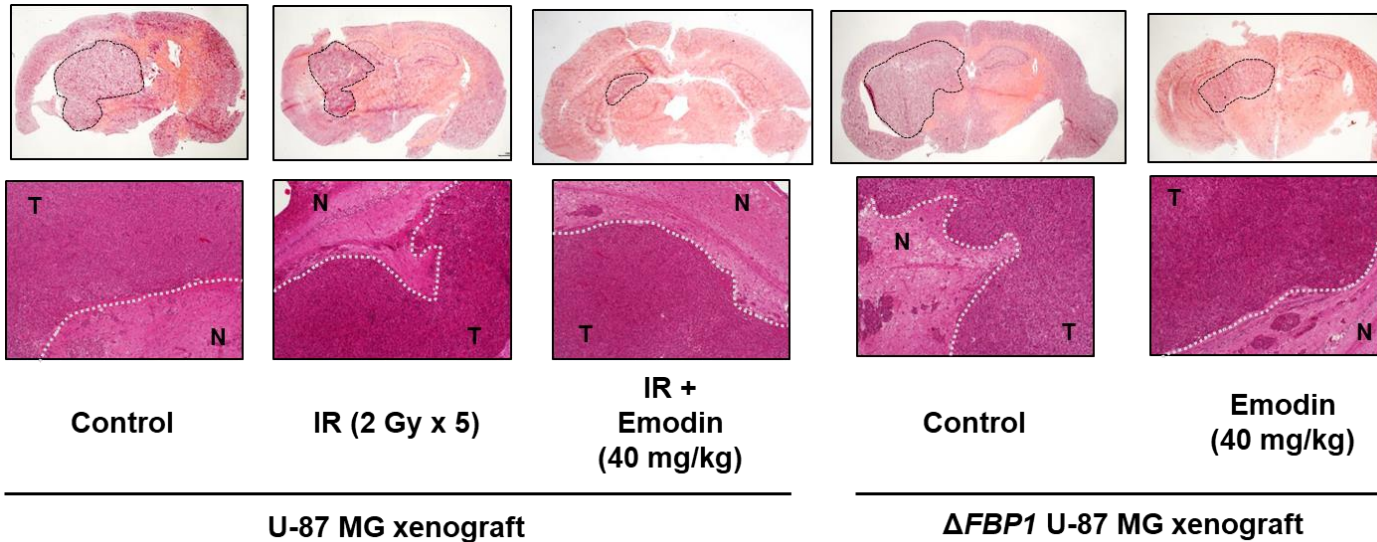 T
N
N
T
N
T
N
T
T
N
Control
IR (2 Gy x 5)
IR +
Emodin
(40 mg/kg)
Control
Emodin
(40 mg/kg)
U-87 MG xenograft
ΔFBP1 U-87 MG xenograft